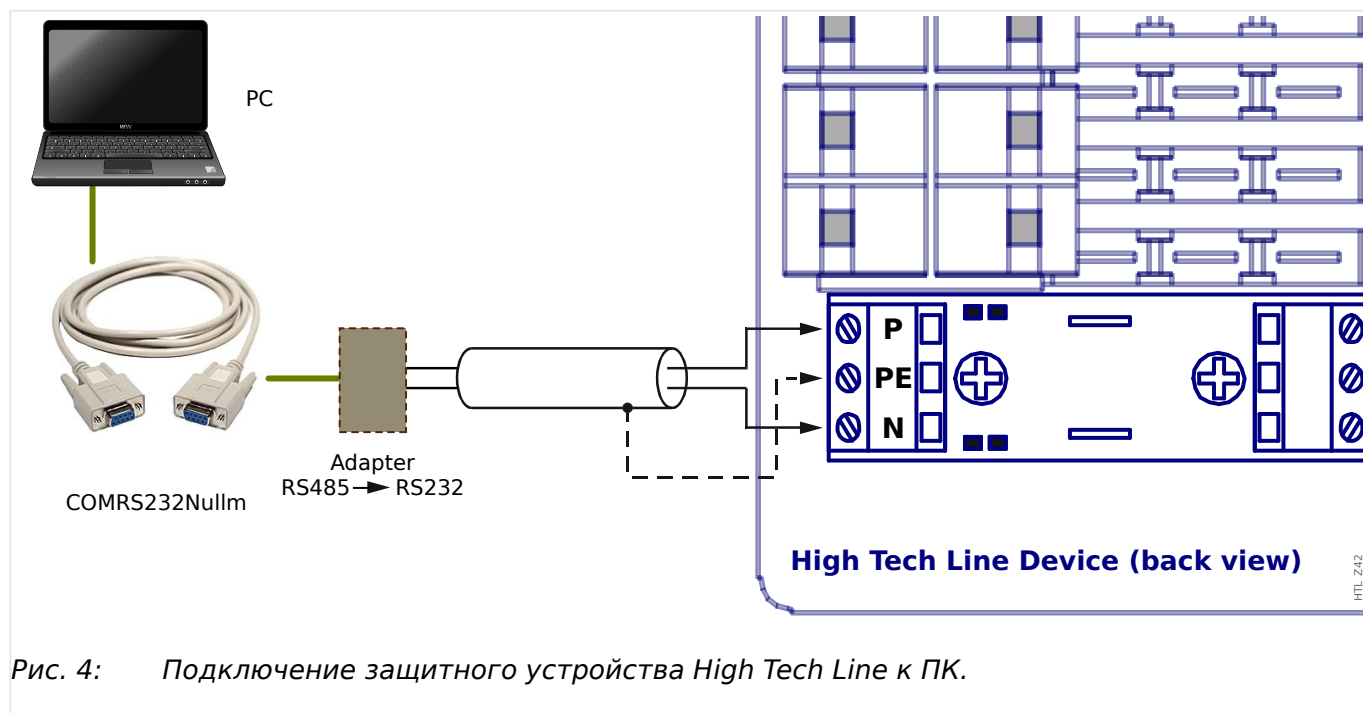 PC
P
PE
N
Adapter
RS485 → RS232
COMRS232Nullm
High Tech Line Device (back view)
HTL_Z42
Рис. 4: Подключение защитного устройства High Tech Line к ПК.